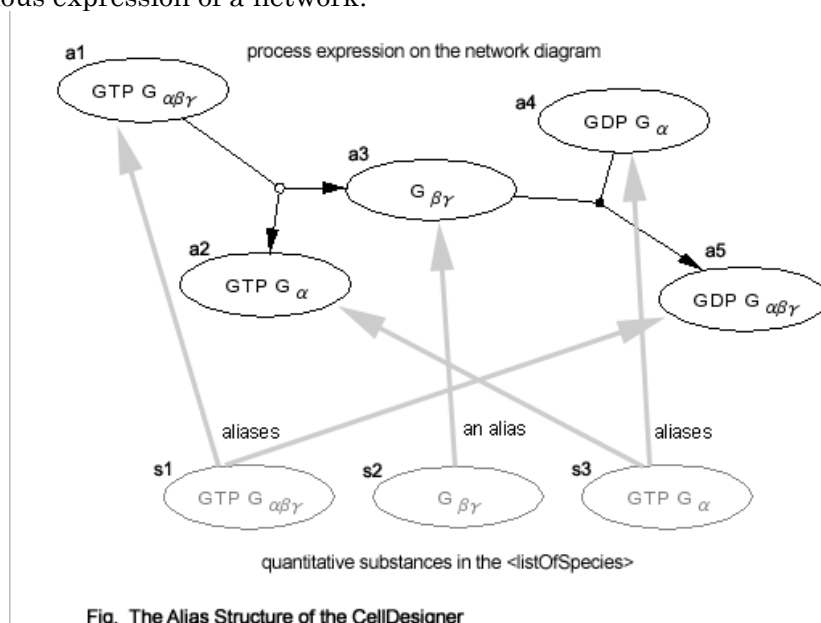 expression of a network.
process expression on the network diagram
a1
GTP G αβγ
a4
GDP G α
a3
G βγ
a2
GTP G α
a5
GDP G αβγ
aliases
an alias
aliases
s1
GTP G αβγ
s2
G βγ
s3
GTP G α
quantitative substances in the <listOfSpecies>
Fig. The Alias Structure of the CellDesigner